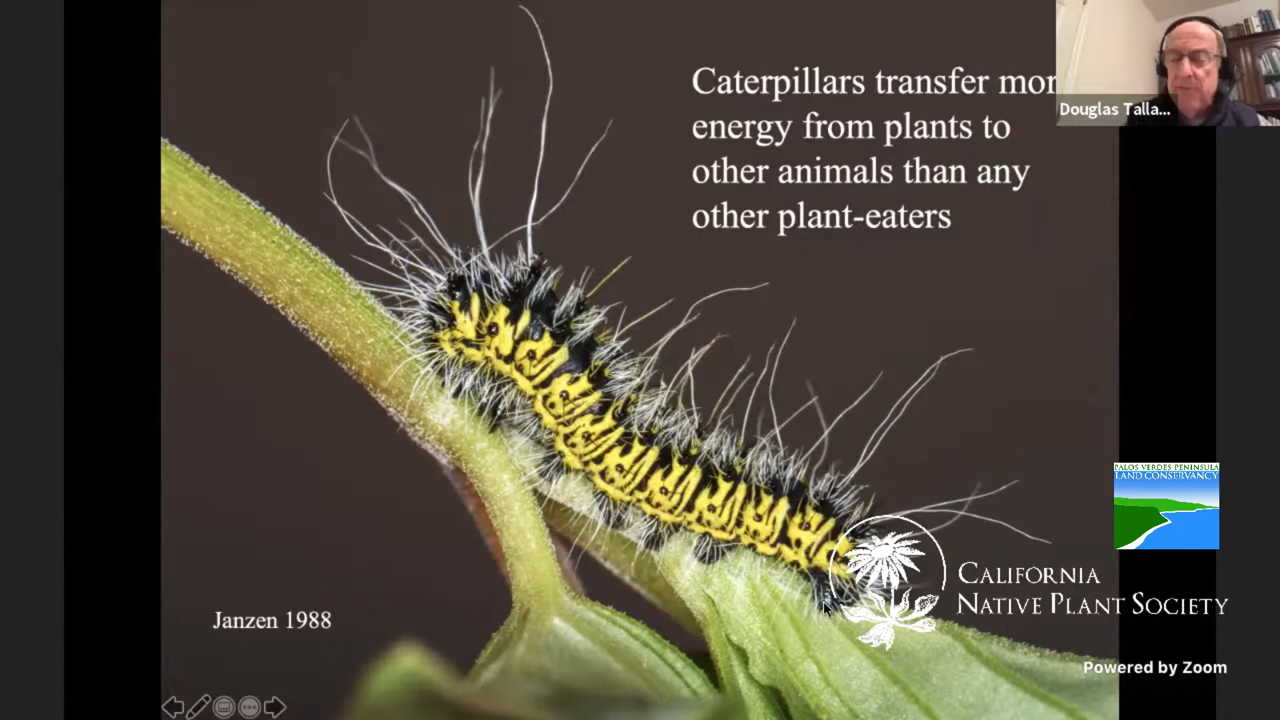 Caterpillars transfer mor
energy from plants to
other animals than any
other plant-eaters
Douglas Talla...
PALOS VERDES PENINSULA
LAND CONSERVANCY
CALIFORNIA
NATIVE PLANT SOCIETY
Janzen 1988
Powered by Zoom